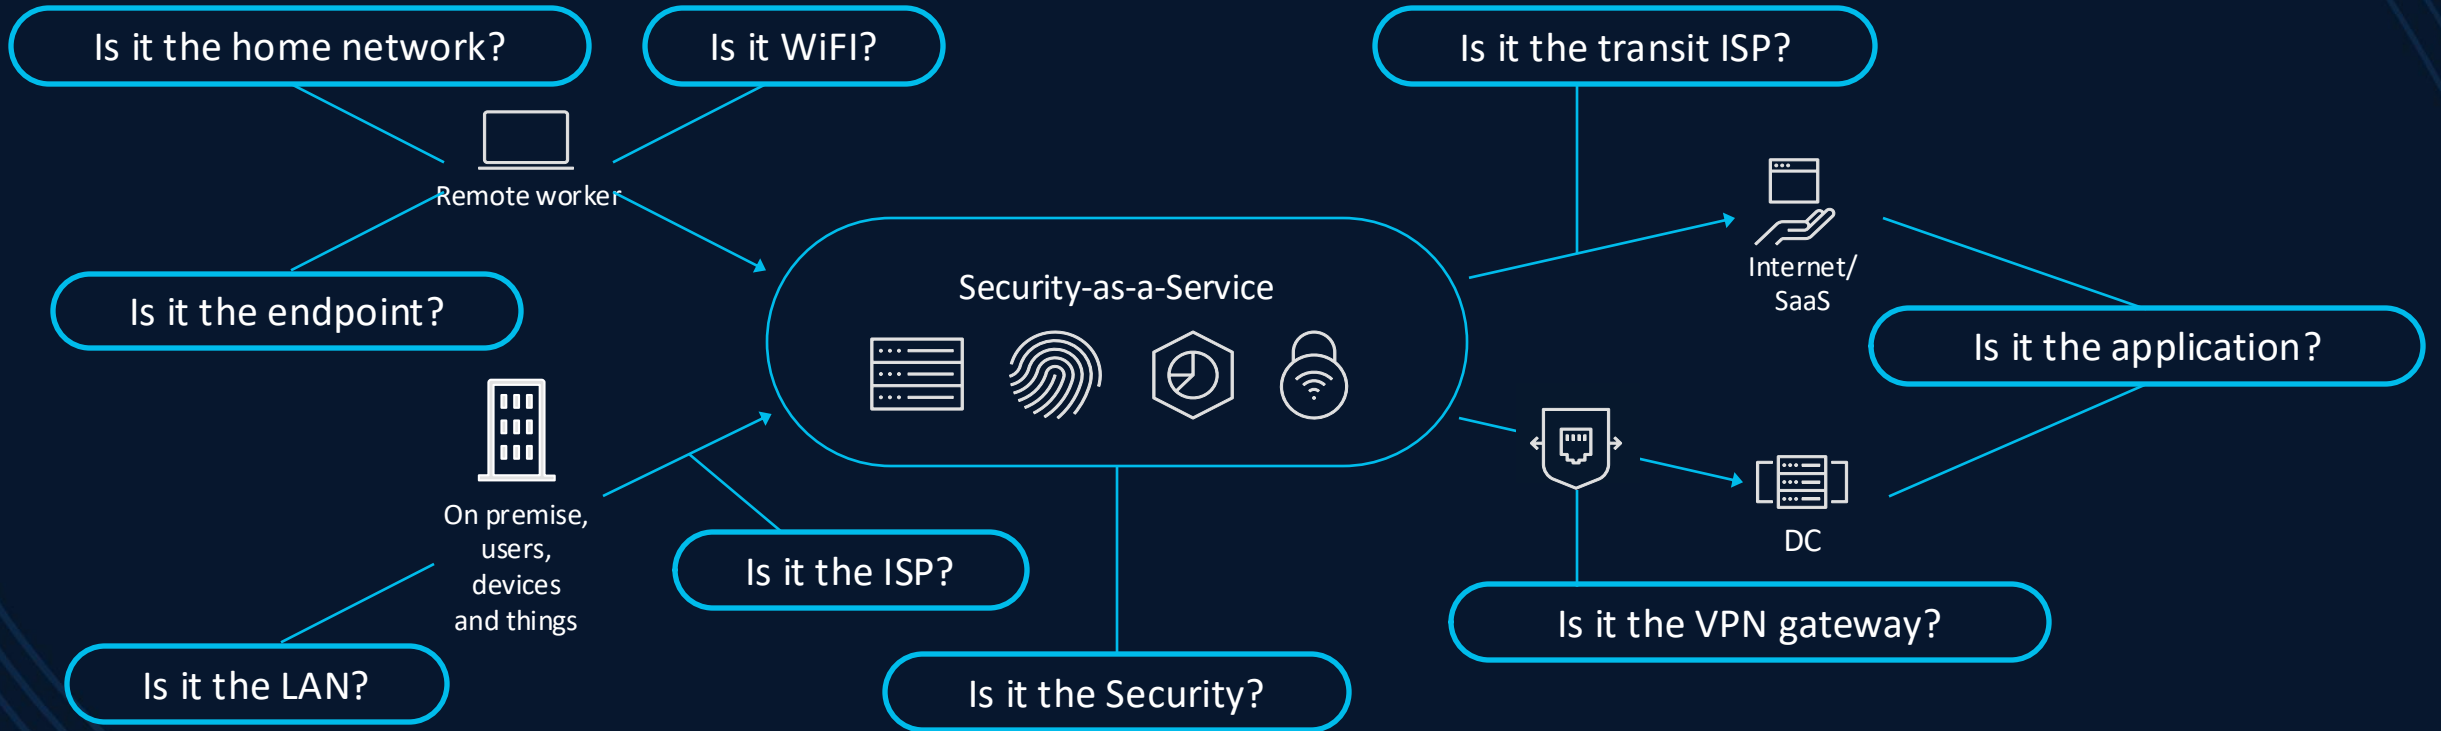 Is it the home network?
Is it WiFI?
Is it the transit ISP?
Remote worker
Internet/
SaaS
Is it the endpoint?
Security-as-a-Service
Is it the application?
On premise,
users,
devices
and things
DC
Is it the ISP?
Is it the VPN gateway?
Is it the LAN?
Is it the Security?